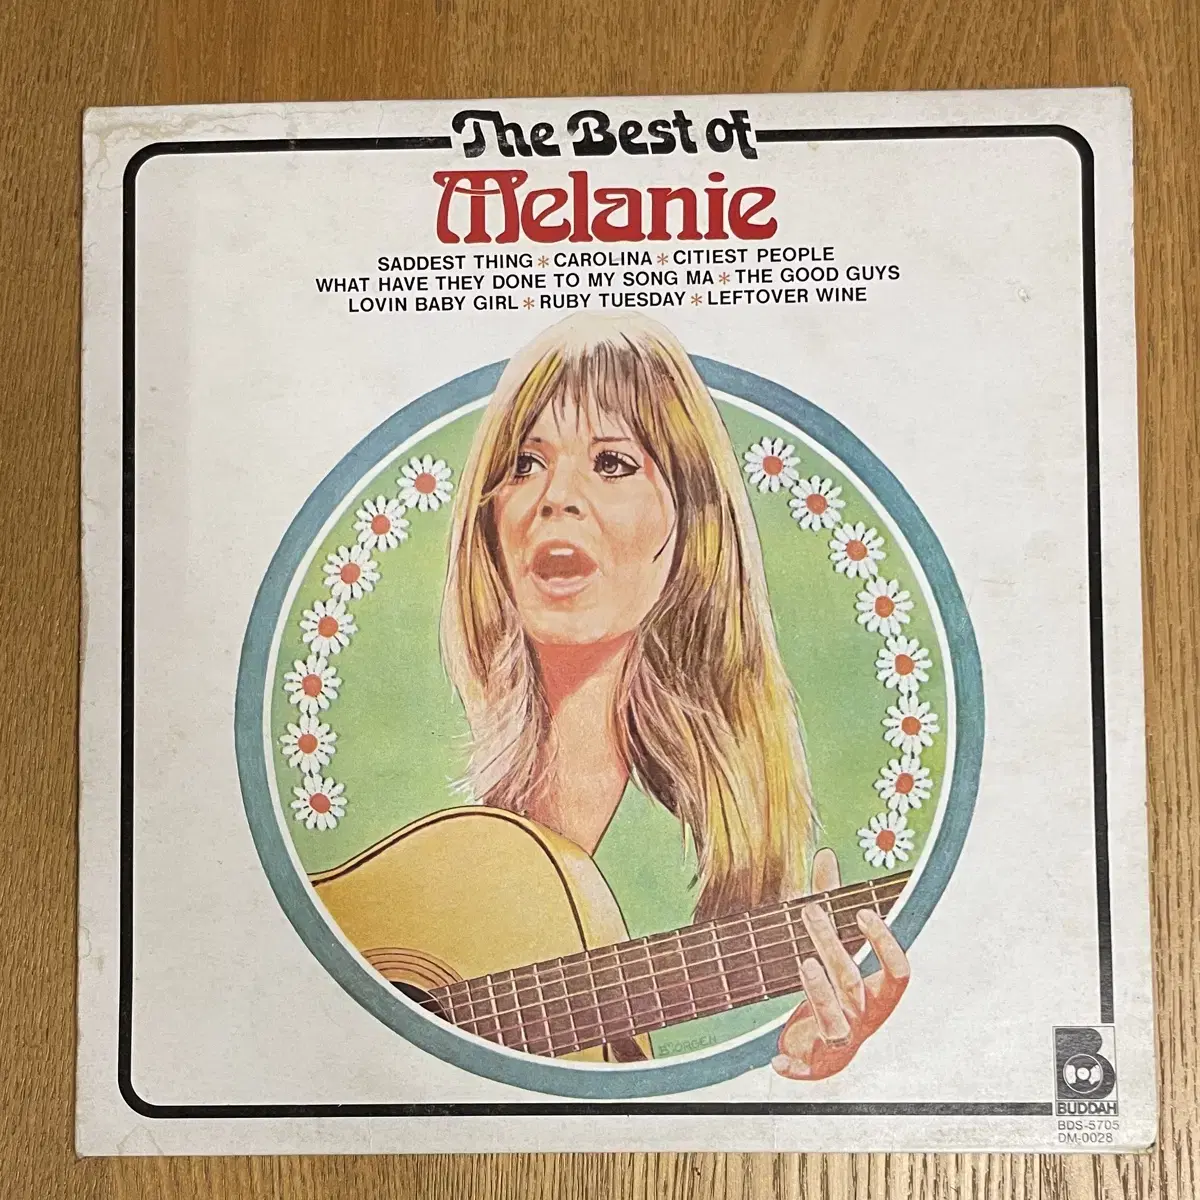 The Best of
Melanie
SADDEST THING * CAROLINA * CITIEST PEOPLE
WHAT HAVE THEY DONE TO MY SONG MA * THE GOOD GUYS
LOVIN BABY GIRL * RUBY TUESDAY * LEFTOVER WINE
B
BUDDAH
BDS-5705
DM-0028